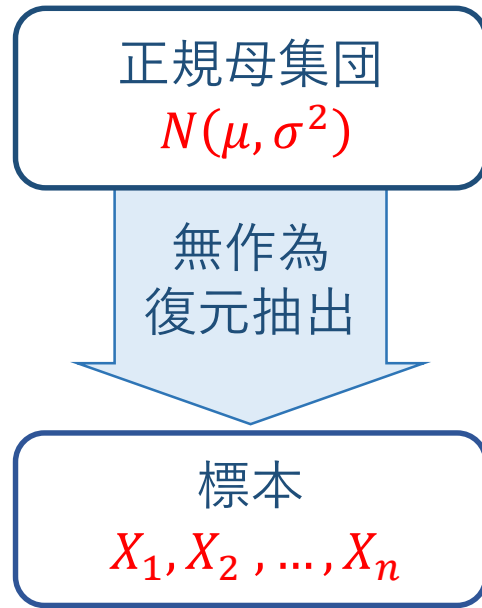 正規母集団
N(μ, σ²)
無作為
復元抽出
標本
X₁, X₂ , … , Xₙ